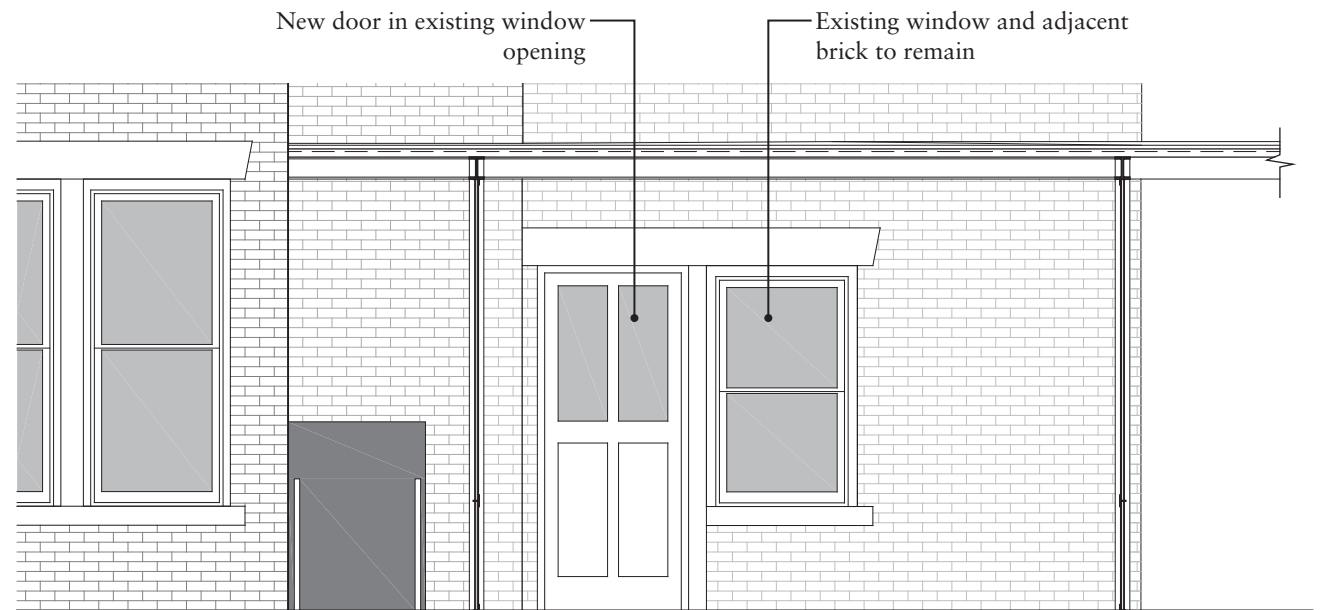 New door in existing window
opening
Existing window and adjacent
brick to remain